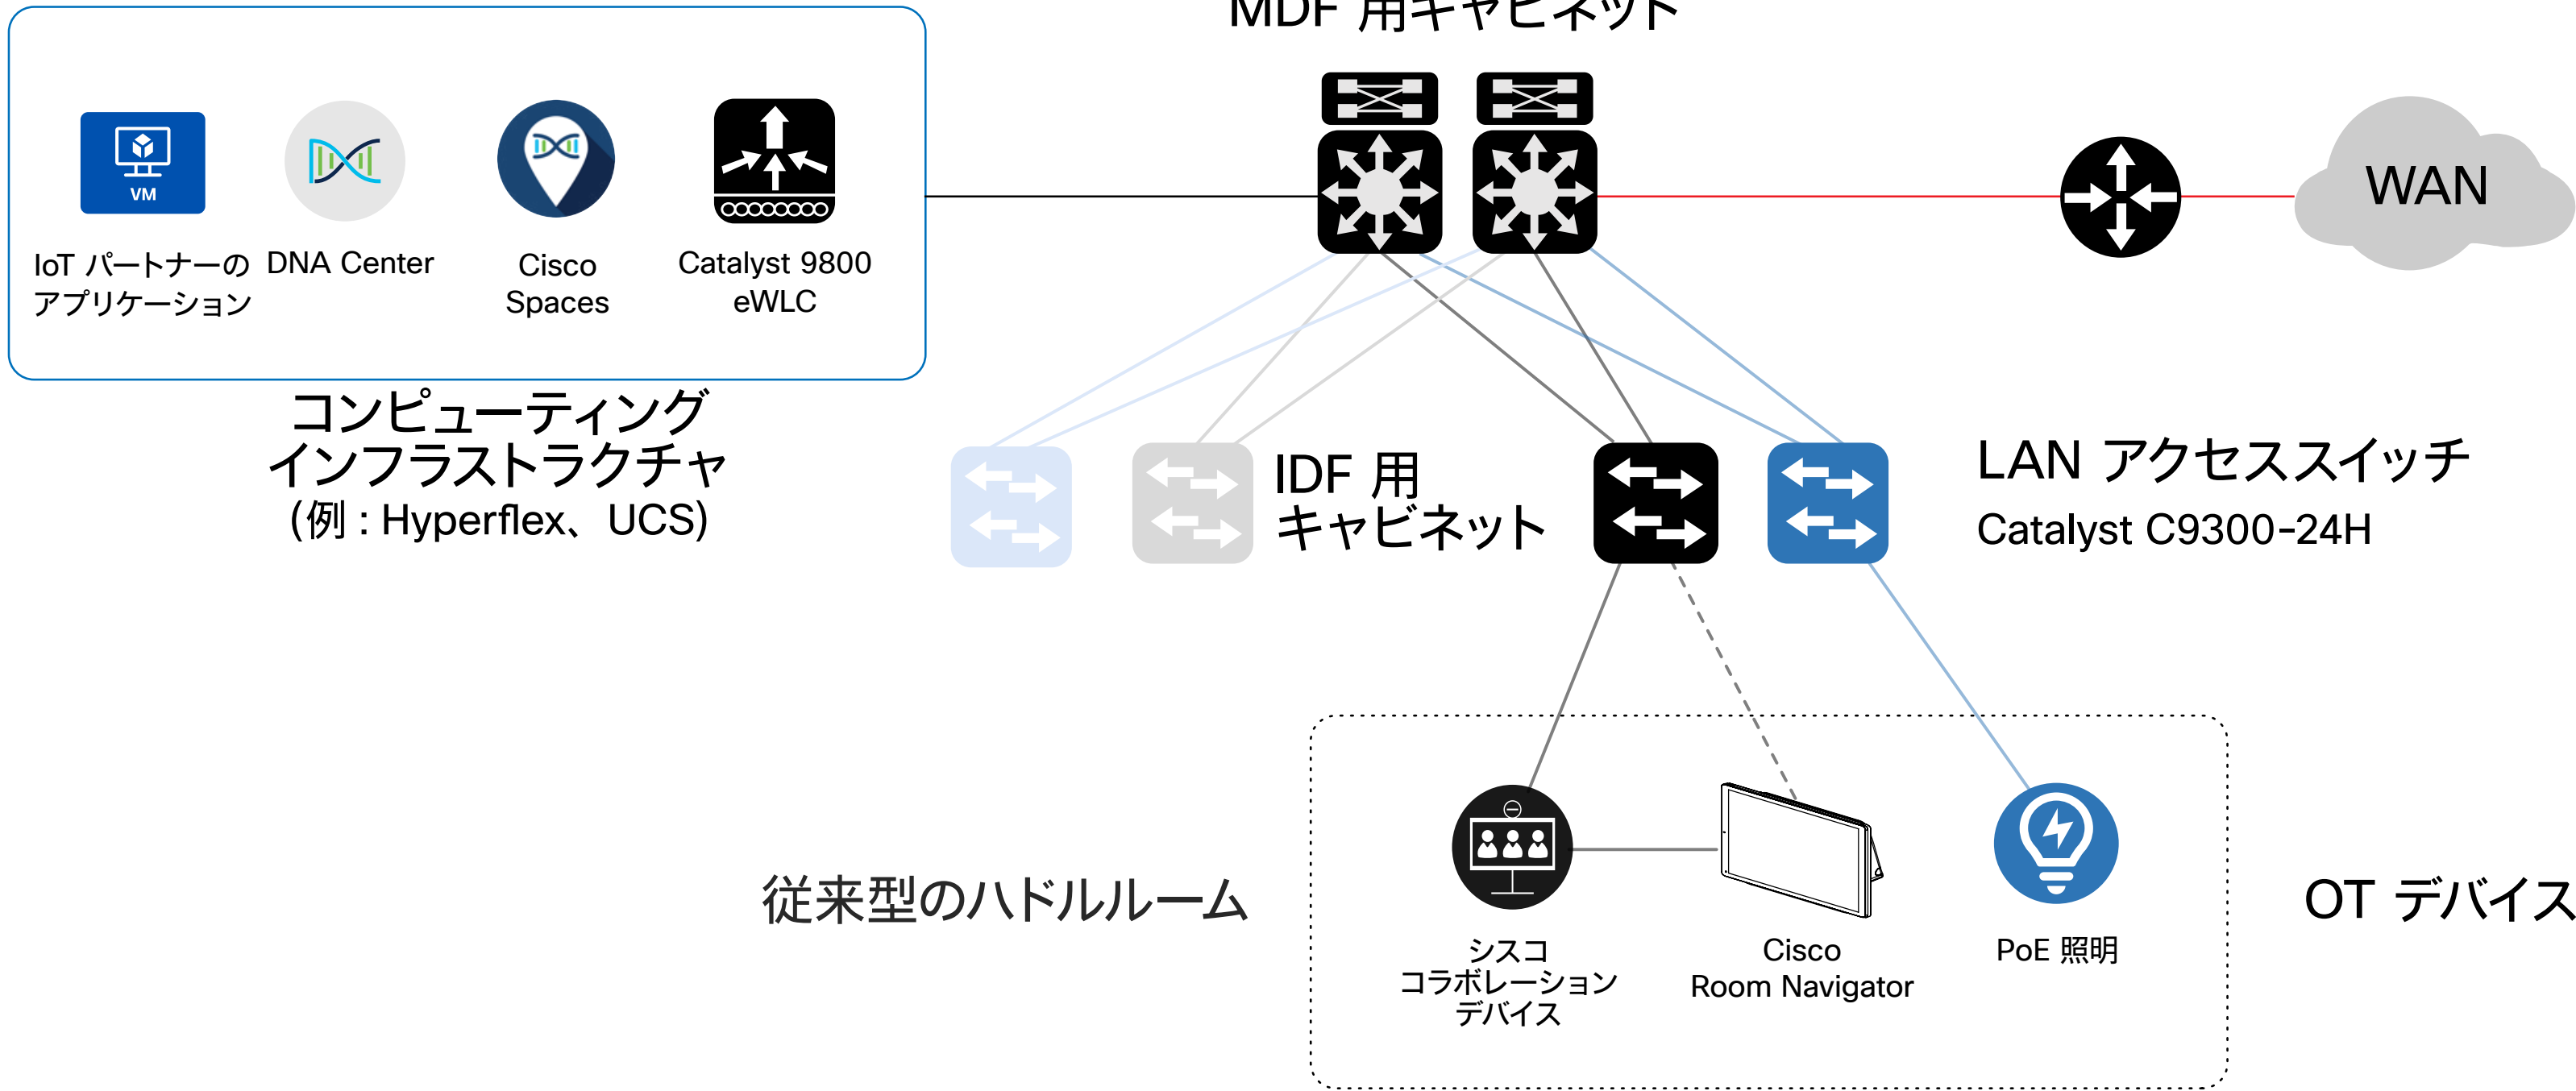 MDF 用キャビネット
VM
IoT パートナーの
アプリケーション
DNA Center
Cisco
Spaces
Catalyst 9800
eWLC
WAN
コンピューティング
インフラストラクチャ
(例 : Hyperflex、UCS)
IDF 用
キャビネット
LAN アクセススイッチ
Catalyst C9300-24H
従来型のハドルルーム
シスコ
コラボレーション
デバイス
Cisco
Room Navigator
PoE 照明
OT デバイス